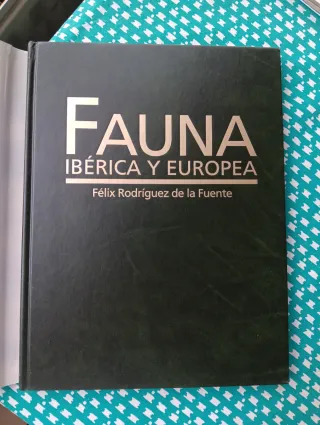 FAUNA
IBÉRICA Y EUROPEA
Félix Rodríguez de la Fuente